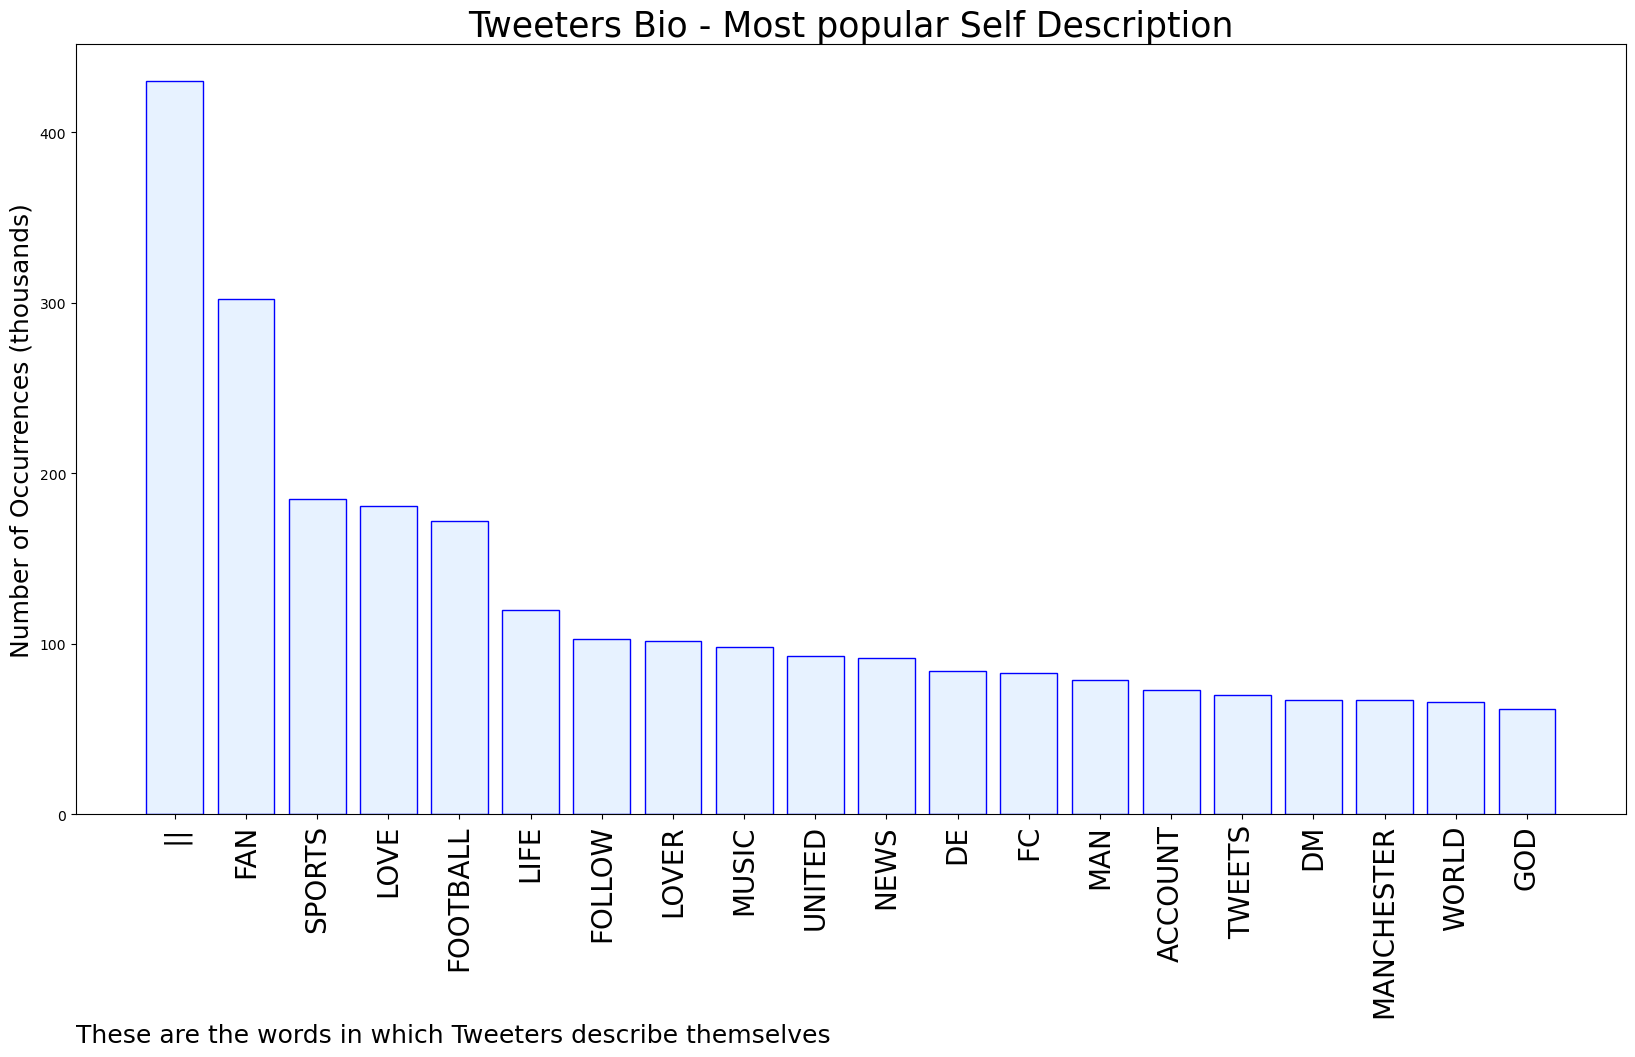 Tweeters Bio - Most popular Self Description
Number of Occurrences (thousands)
400
300
200
100
0
||
FAN
SPORTS
LOVE
FOOTBALL
LIFE
FOLLOW
LOVER
MUSIC
UNITED
NEWS
DE
FC
MAN
ACCOUNT
TWEETS
DM
MANCHESTER
WORLD
GOD
These are the words in which Tweeters describe themselves